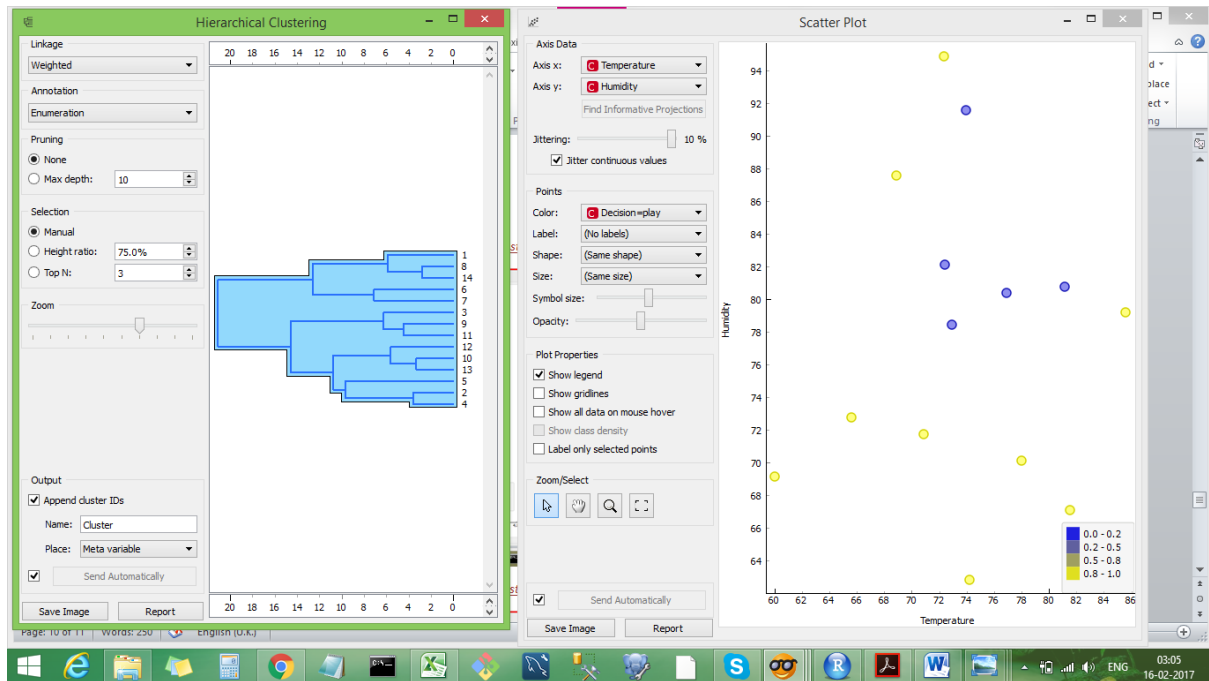 Hierarchical Clustering
Linkage
Weighted
Annotation
Enumeration
Pruning
None
Max depth: 10
Selection
Manual
Height ratio: 75.0%
Top N: 3
Zoom
Output
Append cluster IDs
Name: Cluster
Place: Meta variable
Send Automatically
Save Image Report
20 18 16 14 12 10 8 6 4 2 0
1
8
14
6
7
3
9
11
12
10
13
5
2
4
20 18 16 14 12 10 8 6 4 2 0
Scatter Plot
Axis Data
Axis x: C Temperature
Axis y: C Humidity
Find Informative Projections
Jittering: 10 %
Jitter continuous values
Points
Color: C Decision=play
Label: (No labels)
Shape: (Same shape)
Size: (Same size)
Symbol size:
Opacity:
Plot Properties
Show legend
Show gridlines
Show all data on mouse hover
Show class density
Label only selected points
Zoom/Select
Send Automatically
Save Image Report
94
92
90
88
86
84
82
80
78
76
74
72
70
68
66
64
Humidity
60 62 64 66 68 70 72 74 76 78 80 82 84 86
Temperature
0.0 - 0.2
0.2 - 0.5
0.5 - 0.8
0.8 - 1.0
d
place
ect
ng
Page: 10 of 11 Words: 250 English (U.K.)
ENG
03:05
16-02-2017